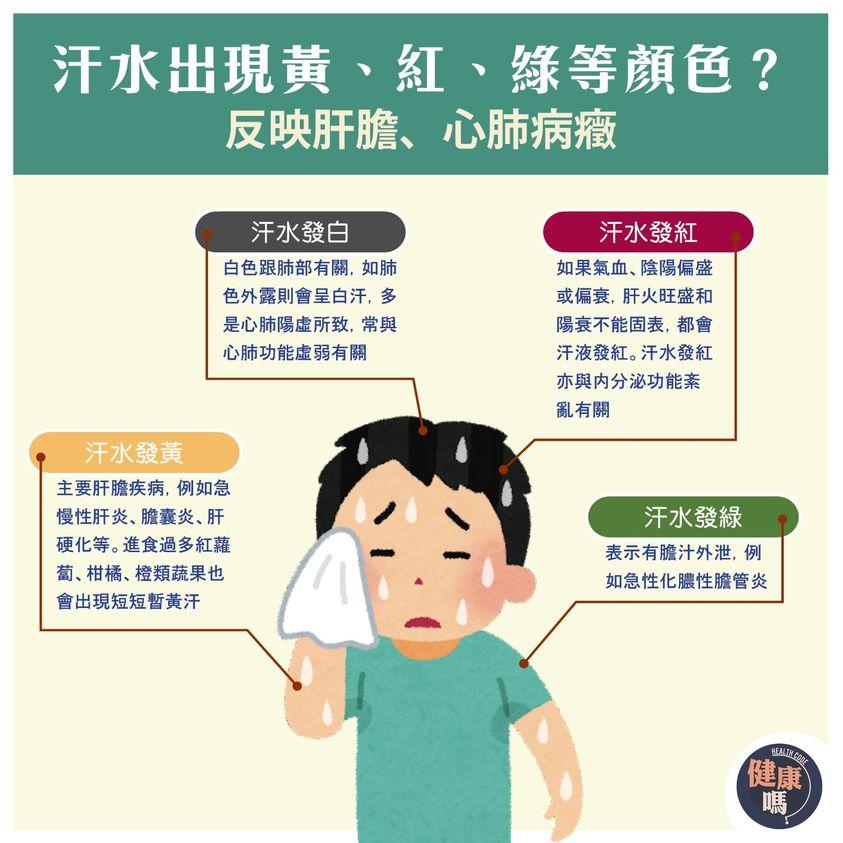 汗水出現黃、紅、綠等顏色？
反映肝膽、心肺病癥
汗水發白
白色跟肺部有關, 如肺
色外露則會呈白汗, 多
是心肺陽虛所致, 常與
心肺功能虛弱有關
汗水發紅
如果氣血、陰陽偏盛
或偏衰, 肝火旺盛和
陽衰不能固表, 都會
汗液發紅。汗水發紅
亦與內分泌功能紊
亂有關
汗水發黃
主要肝膽疾病, 例如急
慢性肝炎、膽囊炎、肝
硬化等。進食過多紅蘿
蔔、柑橘、橙類蔬果也
會出現短短暫黃汗
汗水發綠
表示有膽汁外泄, 例
如急性化膿性膽管炎
HEALTH CODE
健康
嗎